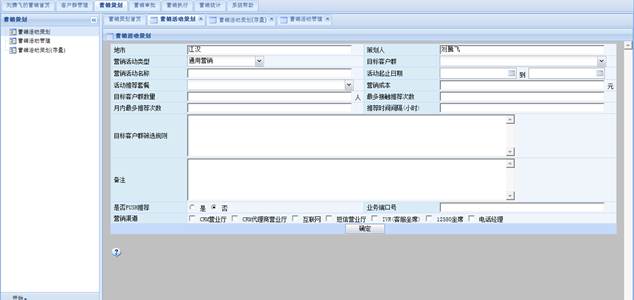 刘腾飞的营销首页 客户群管理 营销策划 营销审批 营销执行 营销统计 系统帮助
营销策划
营销策划首页 营销活动策划 营销活动策划(存量) 营销活动管理
营销活动策划
营销活动管理
营销活动策划(存量)
营销活动策划
地市 江汉 策划人 刘腾飞
营销活动类型 通用营销 目标客户群
营销活动名称 活动起止日期 到
活动推荐套餐 营销成本 元
目标客户群数量 人 最多接触推荐次数
月内最多推荐次数 推荐时间间隔(小时)
目标客户群筛选规则
备注
是否PUSH推荐 是 否 业务端口号
营销渠道 CRM营业厅 CRM代理商营业厅 互联网 短信营业厅 IVR(客服坐席) 12580坐席 电话经理
确定